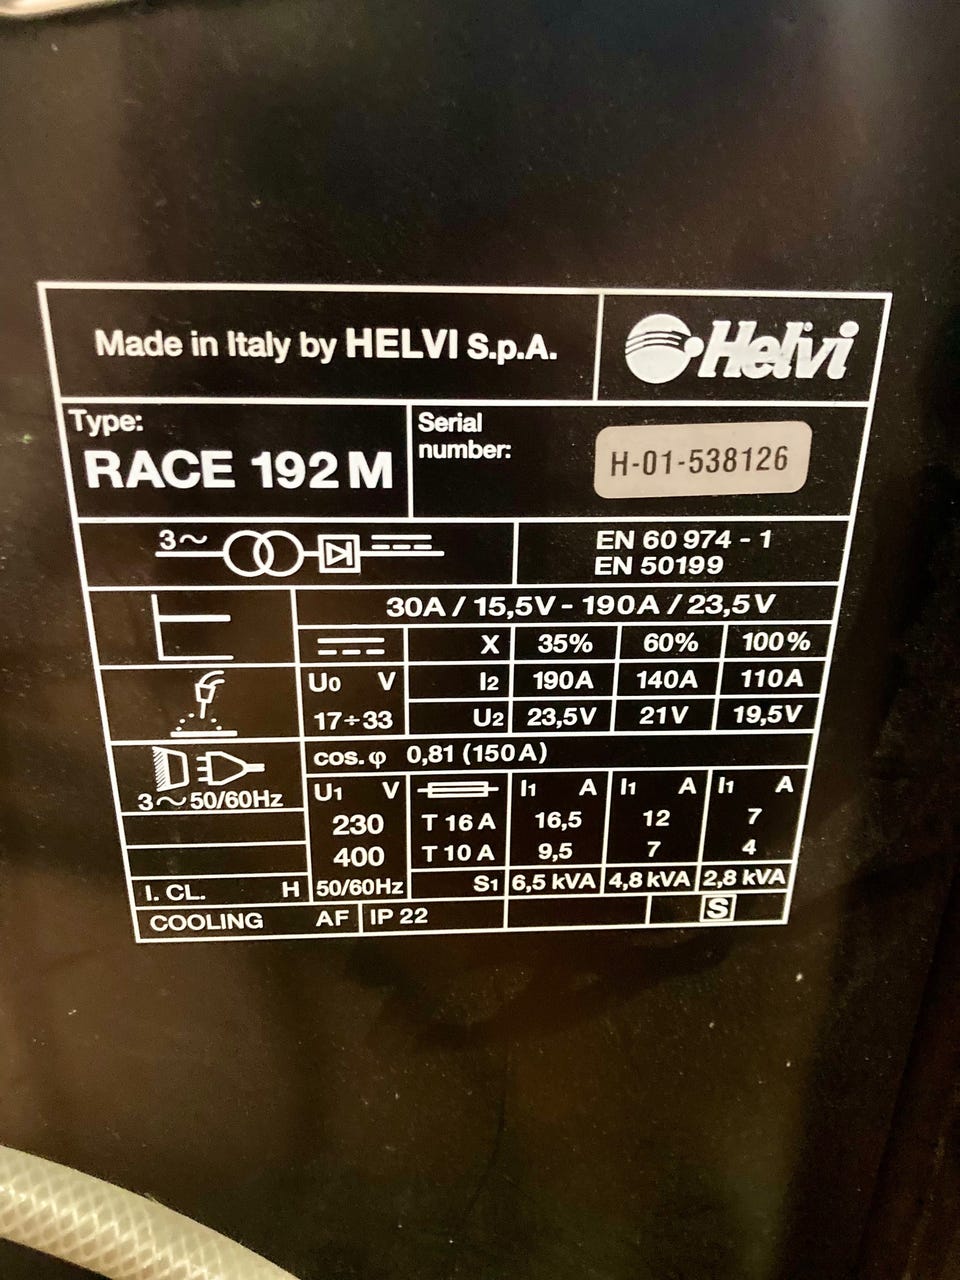 Made in Italy by HELVI S.p.A.
Helvi
Type:
RACE 192 M
Serial
number:
H-01-538126
3~
EN 60 974 - 1
EN 50199
30A / 15,5V - 190A / 23,5V
X 35% 60% 100%
U0 V I2 190A 140A 110A
17÷33 U2 23,5V 21V 19,5V
cos. φ 0,81 (150 A)
3~50/60Hz
U1 V I1 A I1 A I1 A
230 T 16 A 16,5 12 7
400 T 10 A 9,5 7 4
I. CL. H 50/60Hz S1 6,5 kVA 4,8 kVA 2,8 kVA
COOLING AF IP 22 S